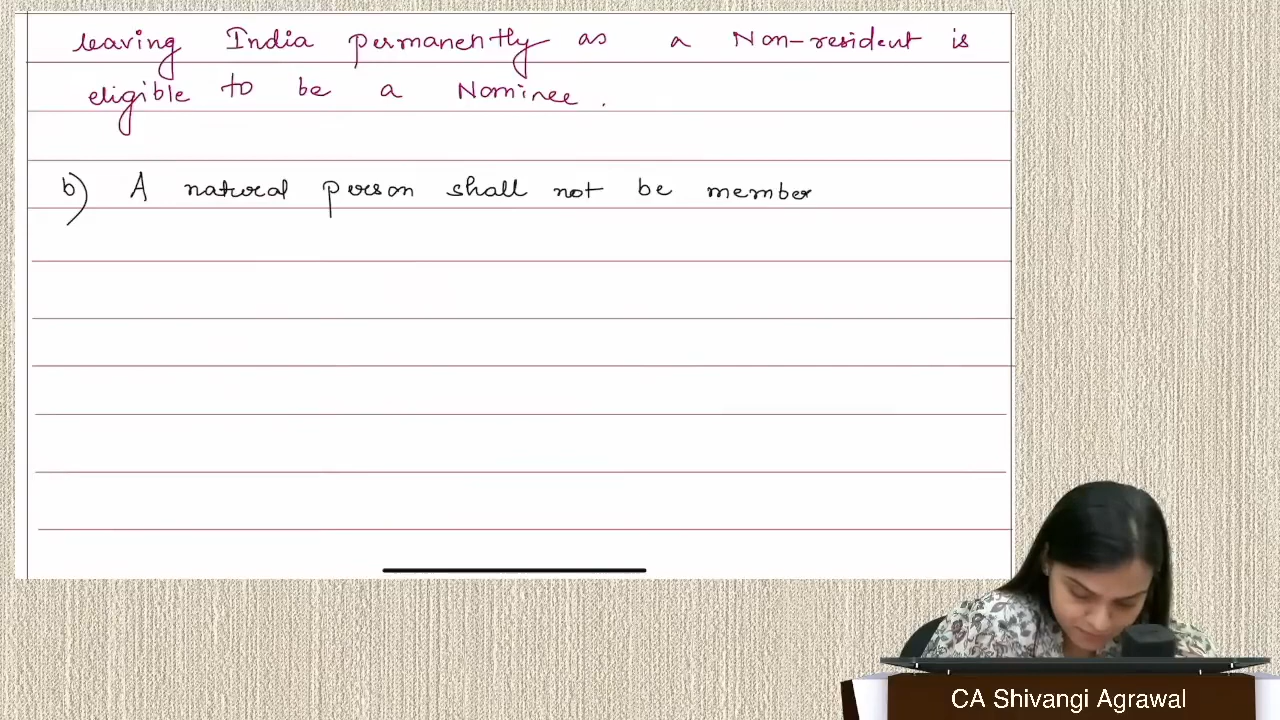 leaving India permanently as a Non-resident is
eligible to be a Nominee.
b) A natural person shall not be member
CA Shivangi Agrawal